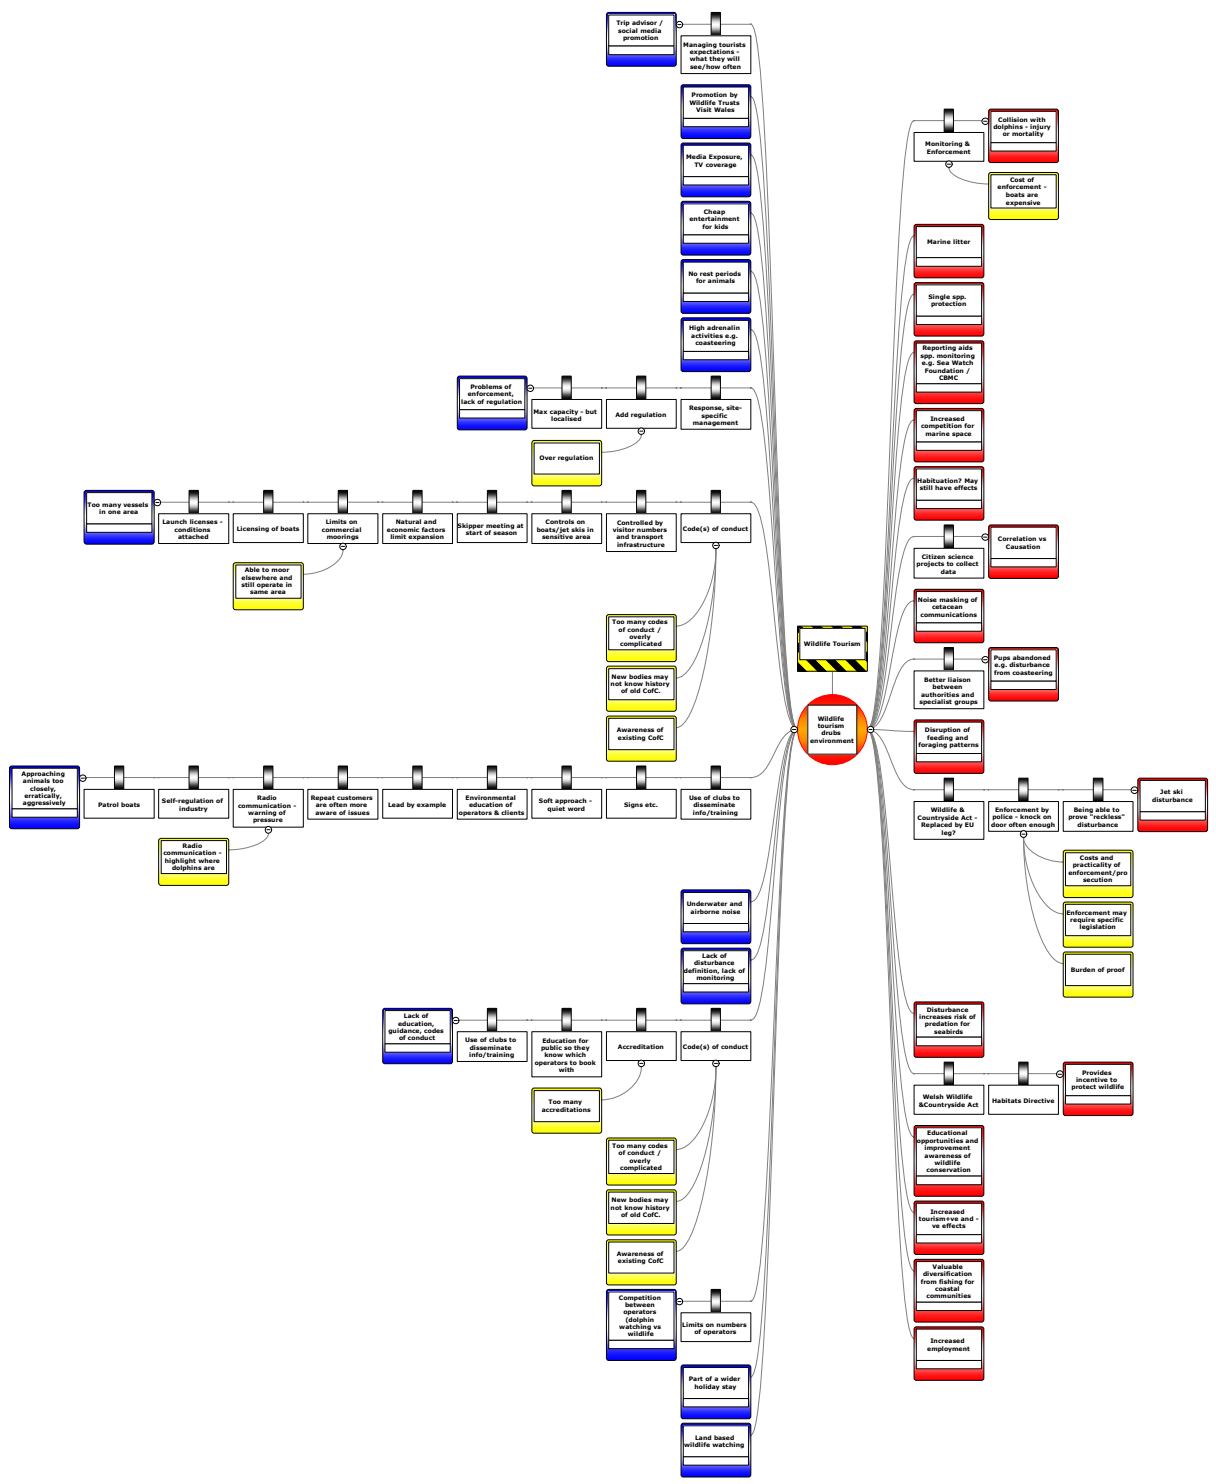 Trip advisor /
social media
promotion
Managing tourists
expectations -
what they will
see/how often
Promotion by
Wildlife Trusts
Visit Wales
Media Exposure,
TV coverage
Cheap
entertainment
for kids
No rest periods
for animals
High adrenalin
activities e.g.
coasteering
Problems of
enforcement,
lack of regulation
Max capacity - but
localised
Add regulation
Response, site-
specific
management
Over regulation
Too many vessels
in one area
Launch licenses -
conditions
attached
Licensing of boats
Limits on
commercial
moorings
Natural and
economic factors
limit expansion
Skipper meeting at
start of season
Controls on
boats/jet skis in
sensitive area
Controlled by
visitor numbers
and transport
infrastructure
Code(s) of conduct
Able to moor
elsewhere and
still operate in
same area
Too many codes
of conduct /
overly
complicated
New bodies may
not know history
of old CofC.
Awareness of
existing CofC
Approaching
animals too
closely,
erratically,
aggressively
Patrol boats
Self-regulation of
industry
Radio
communication -
warning of
pressure
Repeat customers
are often more
aware of issues
Lead by example
Environmental
education of
operators & clients
Soft approach -
quiet word
Signs etc.
Use of clubs to
disseminate
info/training
Radio
communication -
highlight where
dolphins are
Underwater and
airborne noise
Lack of
disturbance
definition, lack of
monitoring
Lack of
education,
guidance, codes
of conduct
Use of clubs to
disseminate
info/training
Education for
public so they
know which
operators to book
with
Accreditation
Code(s) of conduct
Too many
accreditations
Too many codes
of conduct /
overly
complicated
New bodies may
not know history
of old CofC.
Awareness of
existing CofC
Competition
between
operators
(dolphin
watching vs
wildlife
Limits on numbers
of operators
Part of a wider
holiday stay
Land based
wildlife watching
Wildlife Tourism
Wildlife
tourism
drubs
environment
Monitoring &
Enforcement
Collision with
dolphins - injury
or mortality
Cost of
enforcement -
boats are
expensive
Marine litter
Single spp.
protection
Reporting aids
spp. monitoring
e.g. Sea Watch
Foundation /
CBMC
Increased
competition for
marine space
Habituation? May
still have effects
Citizen science
projects to collect
data
Correlation vs
Causation
Noise masking of
cetacean
communications
Better liaison
between
authorities and
specialist groups
Pups abandoned
e.g. disturbance
from coasteering
Disruption of
feeding and
foraging patterns
Wildlife &
Countryside Act -
Replaced by EU
leg?
Enforcement by
police - knock on
door often enough
Being able to
prove "reckless"
disturbance
Jet ski
disturbance
Costs and
practicality of
enforcement/pro
secution
Enforcement may
require specific
legislation
Burden of proof
Disturbance
increases risk of
predation for
seabirds
Welsh Wildlife
&Countryside Act
Habitats Directive
Provides
incentive to
protect wildlife
Educational
opportunities and
improvement
awareness of
wildlife
conservation
Increased
tourism+ve and -
ve effects
Valuable
diversification
from fishing for
coastal
communities
Increased
employment